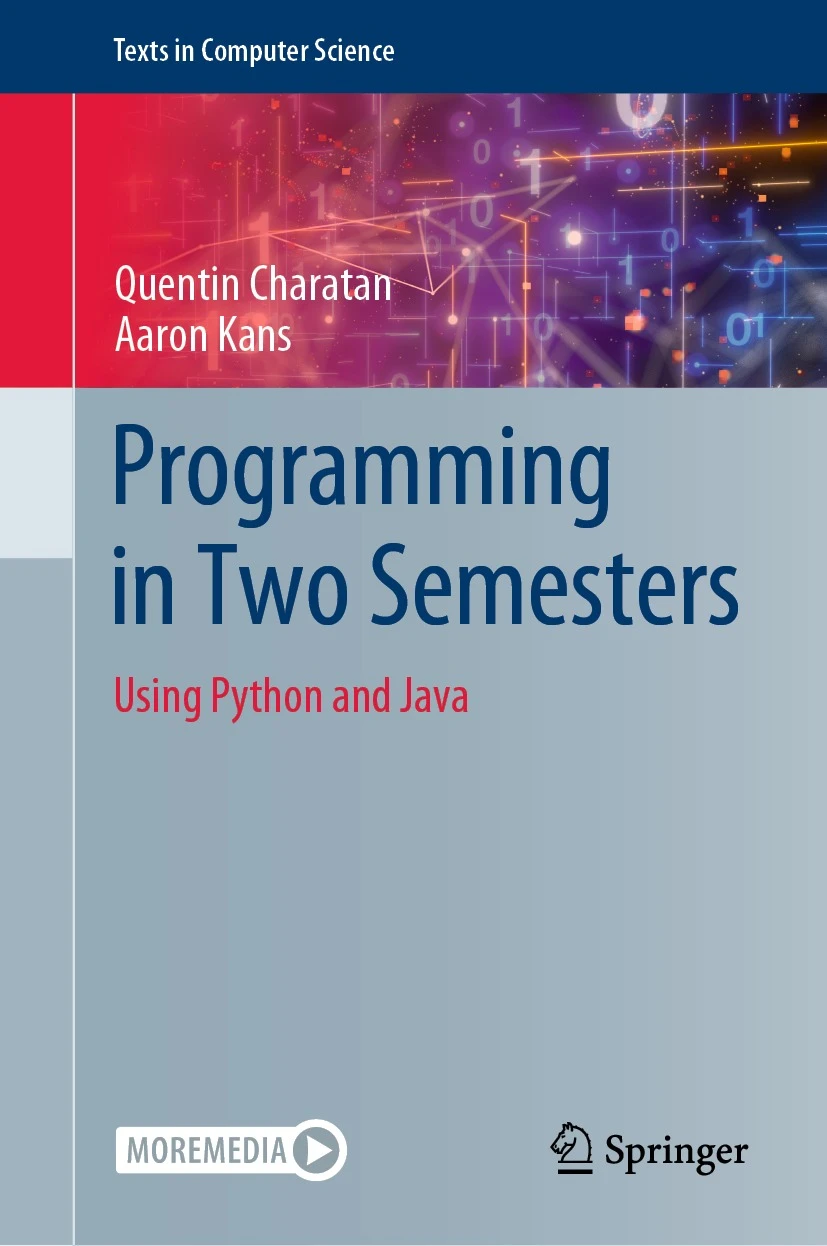 Texts in Computer Science
Quentin Charatan
Aaron Kans
Programming
in Two Semesters
Using Python and Java
MOREMEDIA
Springer